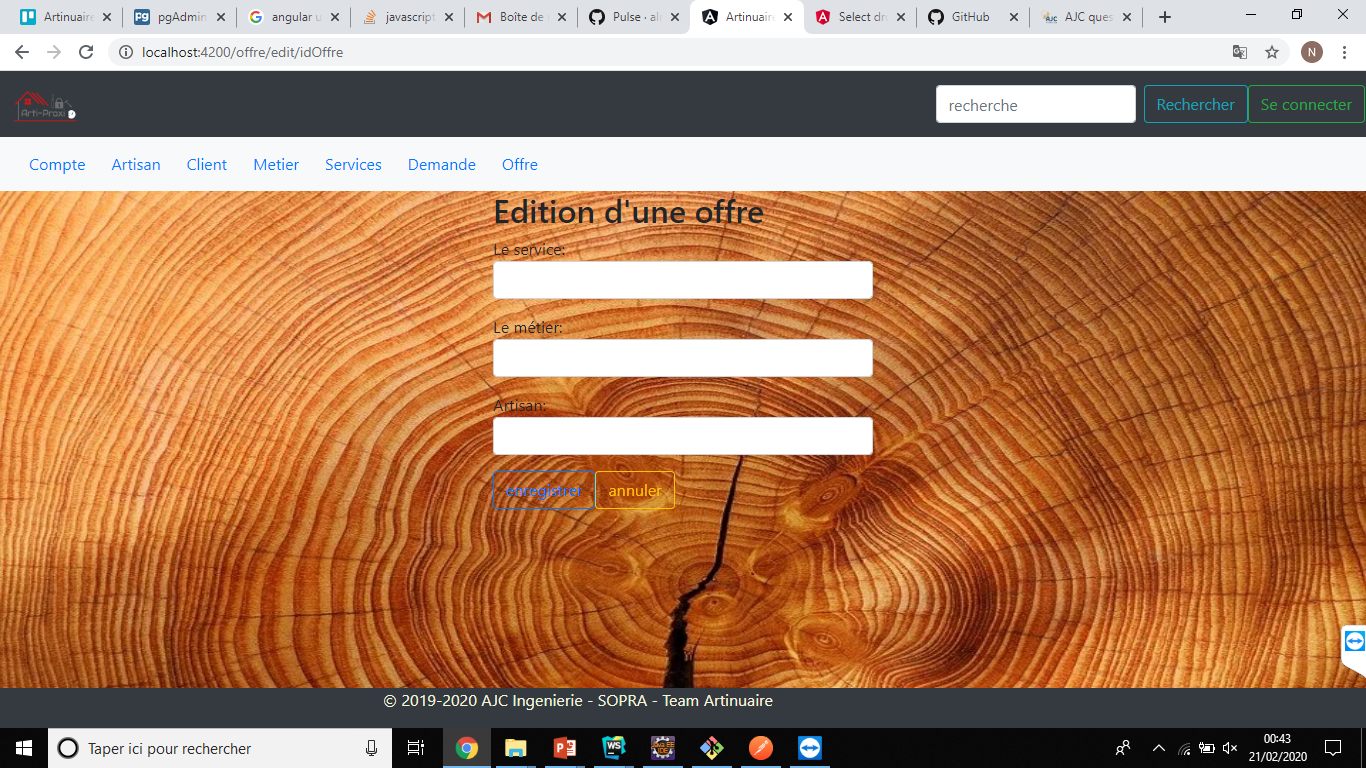 Artinuaire
pgAdmin
angular u
javascript
Boîte de
Pulse · al
Artinuaire
Select dr
GitHub
AJC ques
localhost:4200/offre/edit/idOffre
N
Arti-Proxi
recherche
Rechercher
Se connecter
Compte Artisan Client Metier Services Demande Offre
Edition d'une offre
Le service:
Le métier:
Artisan:
enregistrer annuler
© 2019-2020 AJC Ingenierie - SOPRA - Team Artinuaire
Taper ici pour rechercher
00:43
21/02/2020